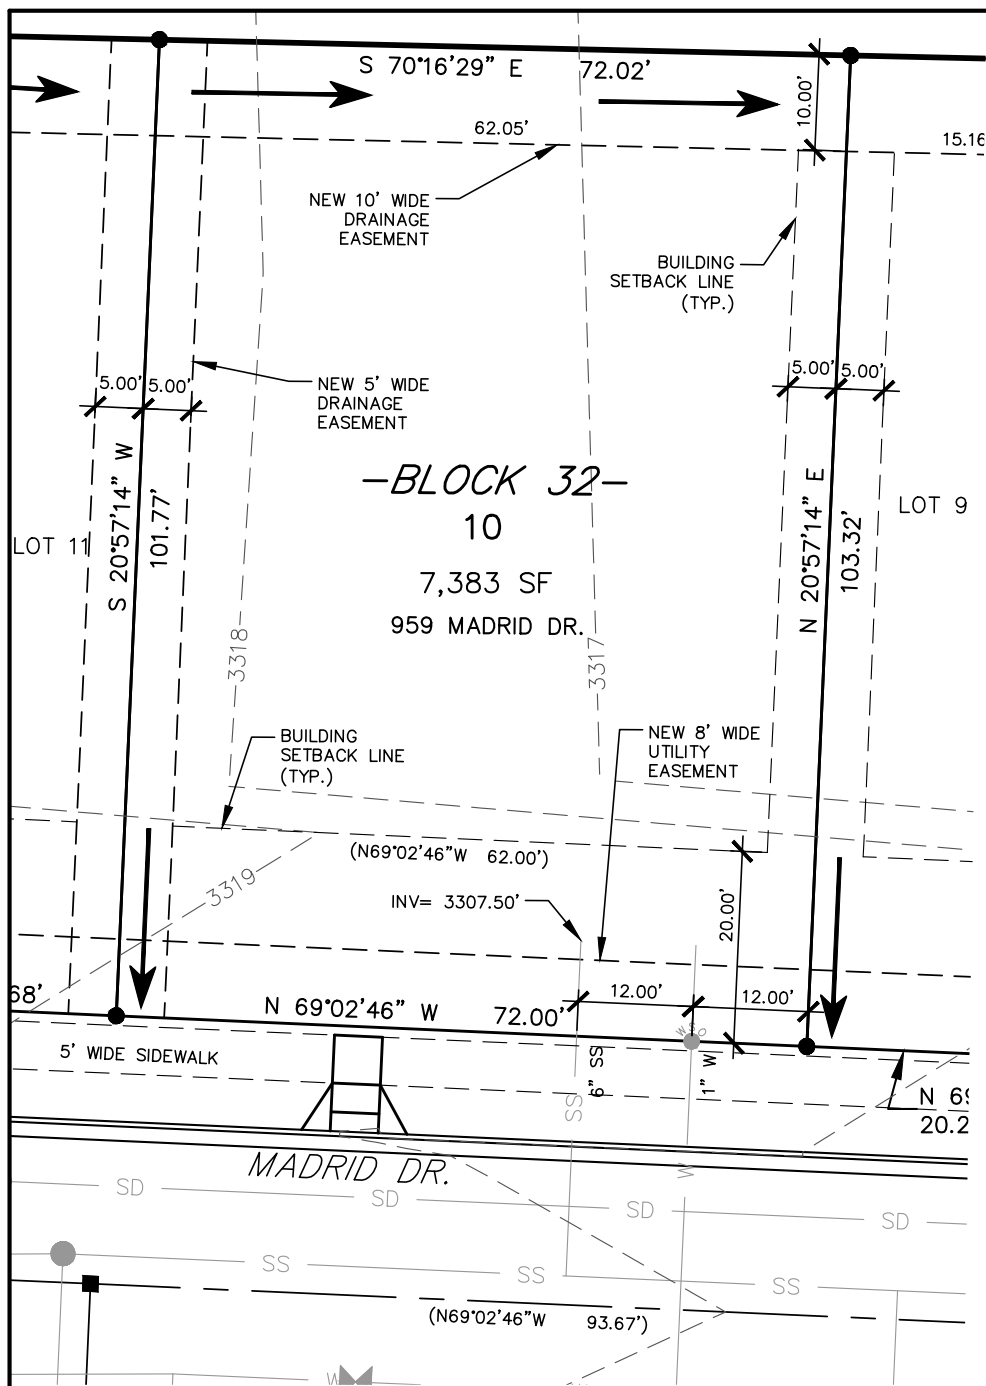 S 70°16'29" E 72.02'
10.00'
62.05'
15.16
NEW 10' WIDE
DRAINAGE
EASEMENT
BUILDING
SETBACK LINE
(TYP.)
5.00' 5.00'
5.00' 5.00'
NEW 5' WIDE
DRAINAGE
EASEMENT
S 20°57'14" W
101.77'
-BLOCK 32-
10
7,383 SF
959 MADRID DR.
N 20°57'14" E
103.32'
LOT 9
LOT 11
3318
3317
BUILDING
SETBACK LINE
(TYP.)
NEW 8' WIDE
UTILITY
EASEMENT
(N69°02'46"W 62.00')
3319
INV= 3307.50'
20.00'
68'
N 69°02'46" W 72.00'
12.00'
12.00'
WSO
5' WIDE SIDEWALK
6" SS
1" W
SS
N 69
20.2
W
MADRID DR.
SD
SD
SD
SD
SS
SS
SS
(N69°02'46"W 93.67')
W